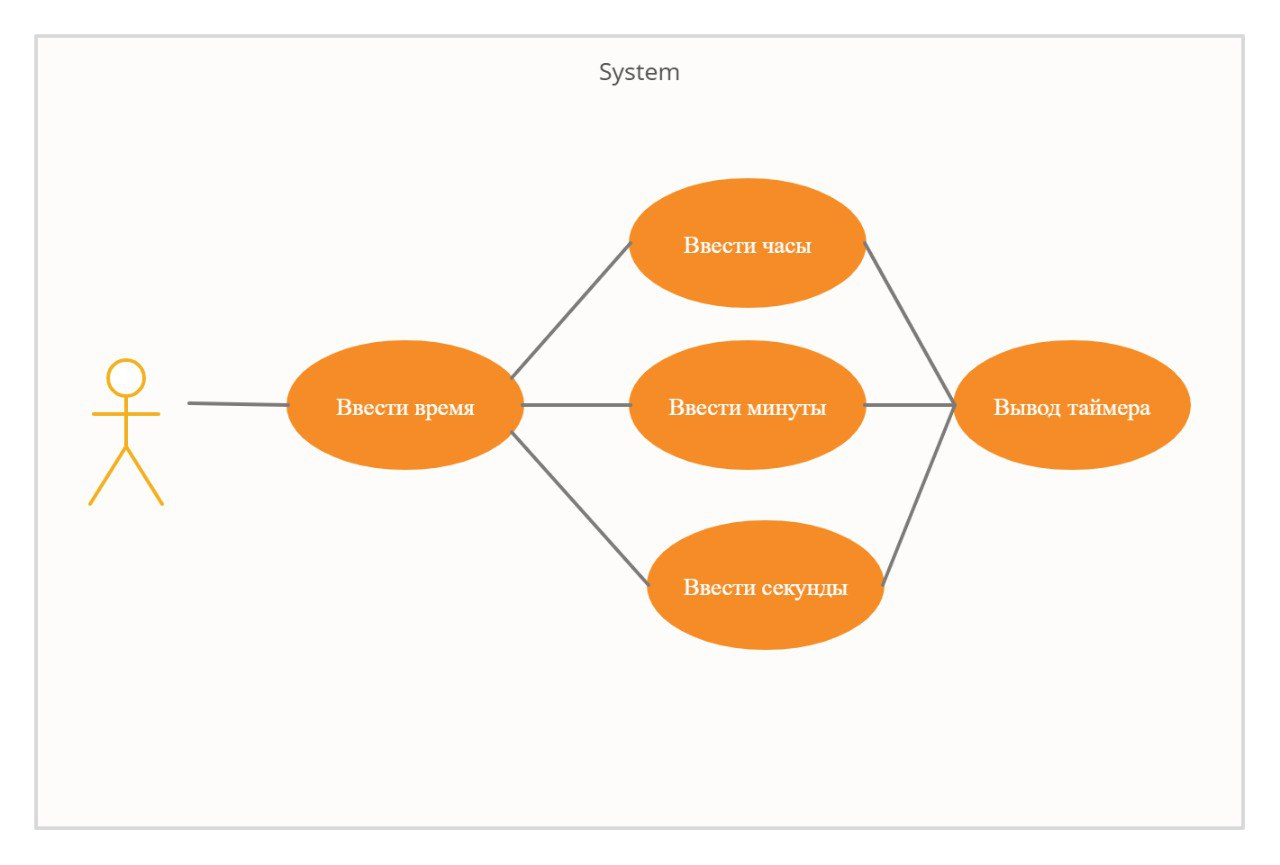 System
Ввести часы
Ввести время
Ввести минуты
Вывод таймера
Ввести секунды